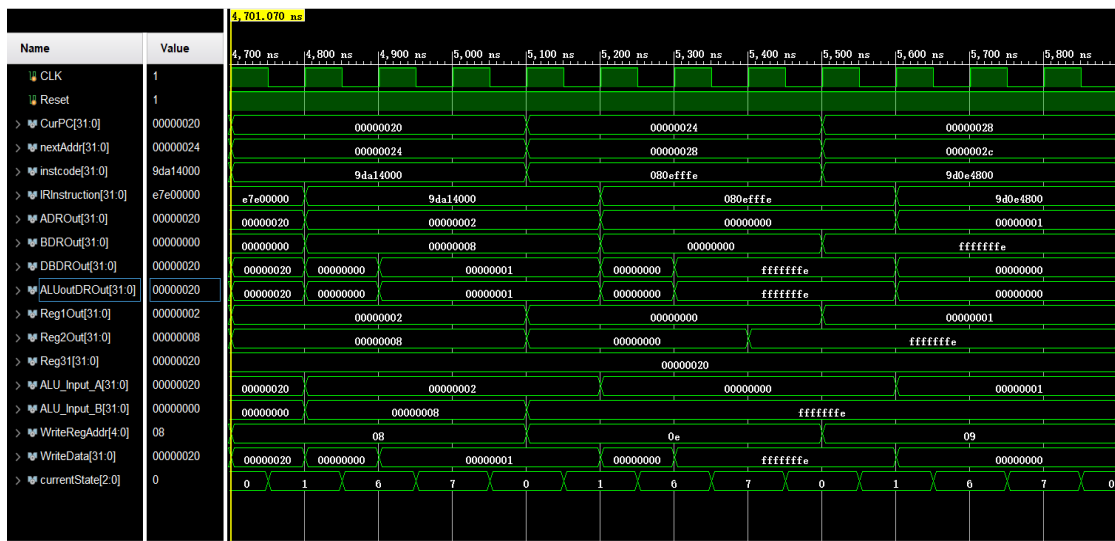 4,701.070 ns
Name Value 4,700 ns 4,800 ns 4,900 ns 5,000 ns 5,100 ns 5,200 ns 5,300 ns 5,400 ns 5,500 ns 5,600 ns 5,700 ns 5,800 ns
CLK 1
Reset 1
CurPC[31:0] 00000020 00000020 00000024 00000028
nextAddr[31:0] 00000024 00000024 00000028 0000002c
instcode[31:0] 9da14000 9da14000 080efffe 9d0e4800
IRInstruction[31:0] e7e00000 e7e00000 9da14000 080efffe 9d0e4800
ADROut[31:0] 00000020 00000020 00000002 00000000 00000001
BDROut[31:0] 00000000 00000000 00000008 00000000 fffffffe
DBDROut[31:0] 00000020 00000020 00000000 00000001 00000000 fffffffe 00000000
ALUoutDROut[31:0] 00000020 00000020 00000000 00000001 00000000 fffffffe 00000000
Reg1Out[31:0] 00000002 00000002 00000000 00000001
Reg2Out[31:0] 00000008 00000008 00000000 fffffffe
Reg31[31:0] 00000020 00000020
ALU_Input_A[31:0] 00000020 00000020 00000002 00000000 00000001
ALU_Input_B[31:0] 00000000 00000000 00000008 fffffffe
WriteRegAddr[4:0] 08 08 0e 09
WriteData[31:0] 00000020 00000020 00000000 00000001 00000000 fffffffe 00000000
currentState[2:0] 0 0 1 6 7 0 1 6 7 0 1 6 7 0